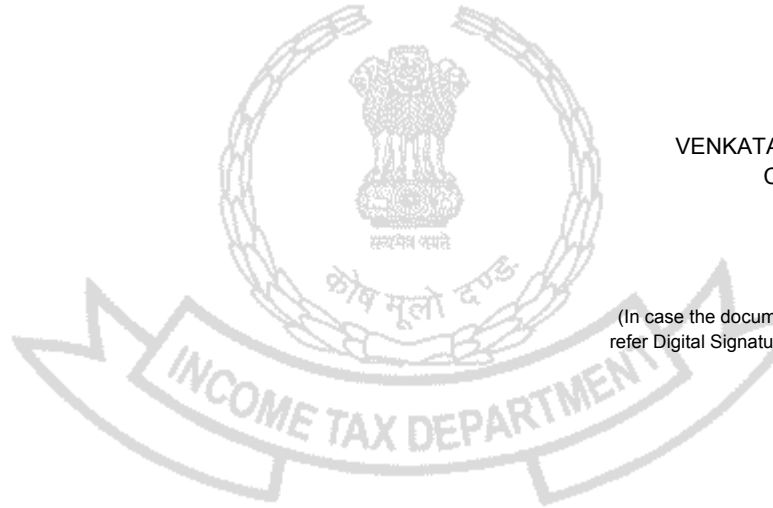 VENKATA
सत्यमेव जयते
कोष मूलो दण्डः
(In case the docum
refer Digital Signatu
INCOME TAX DEPARTMENT